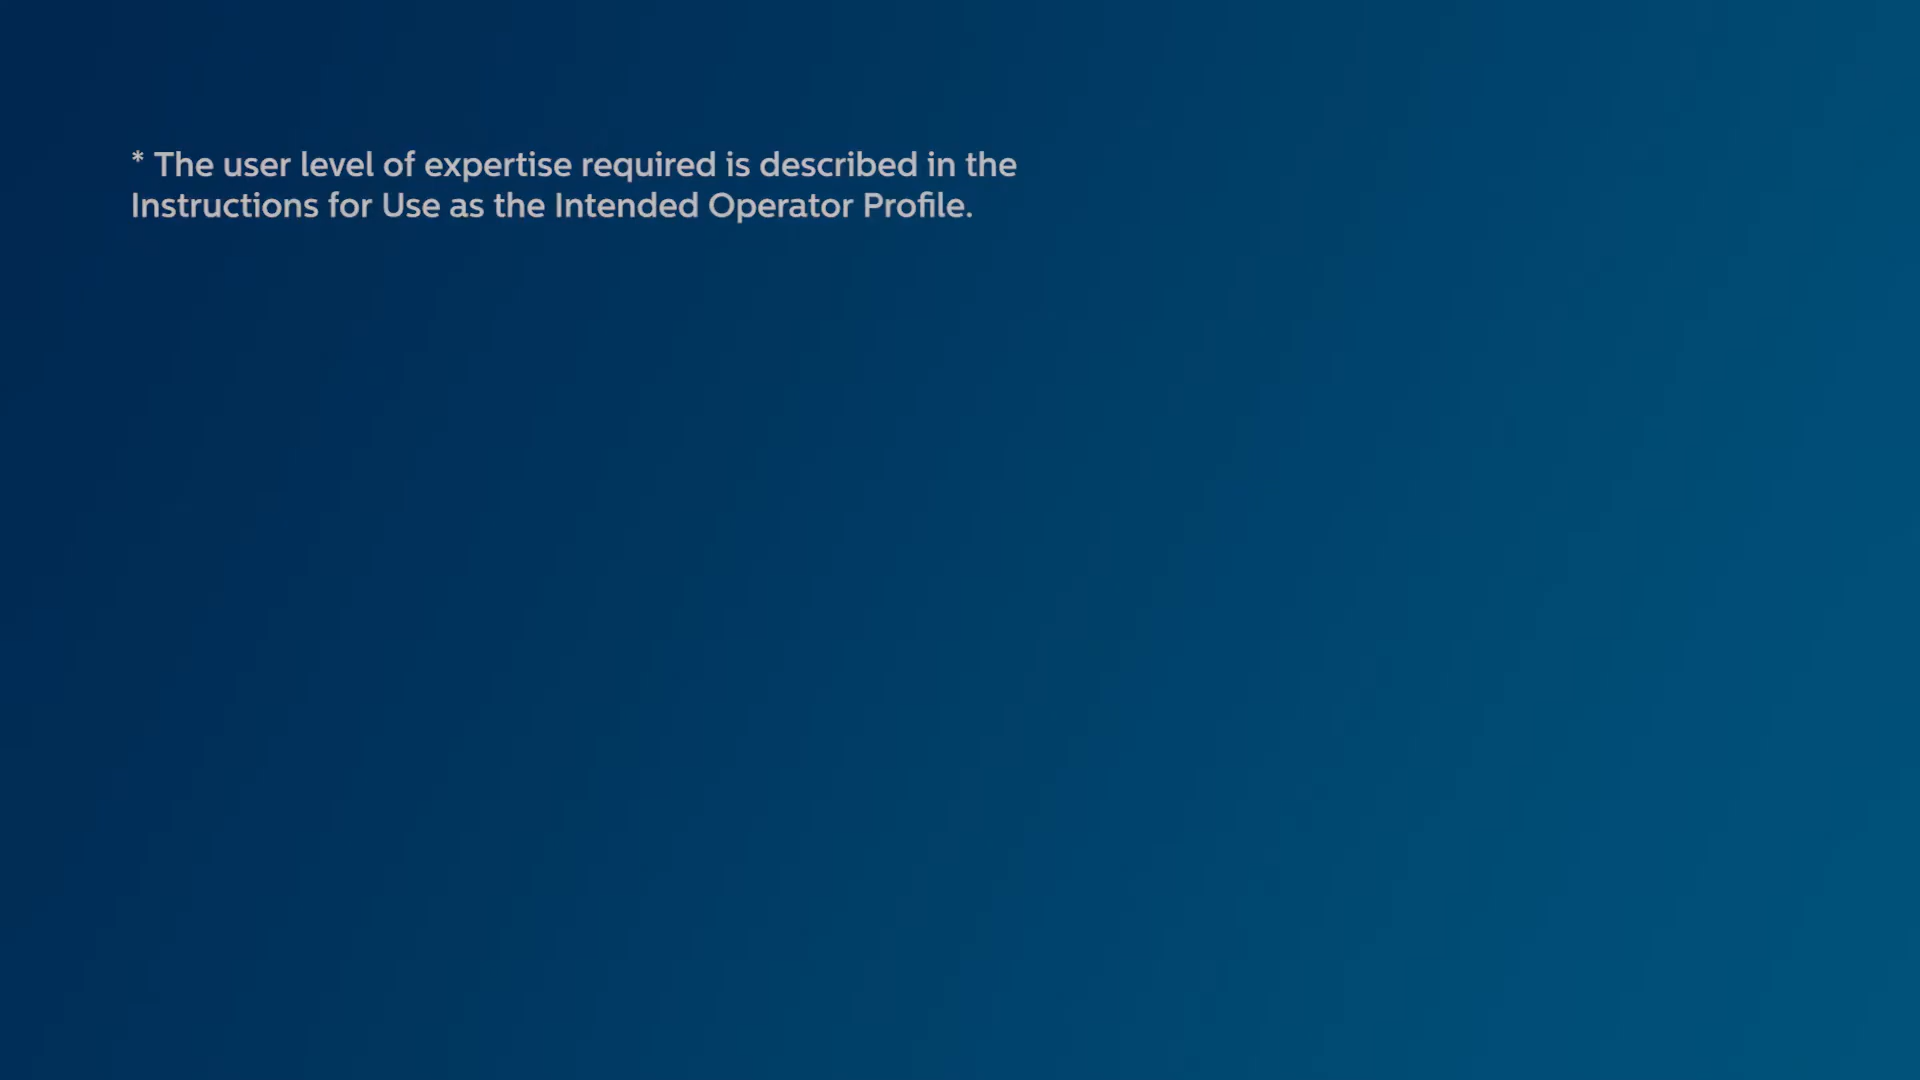 * The user level of expertise required is described in the
Instructions for Use as the Intended Operator Profile.